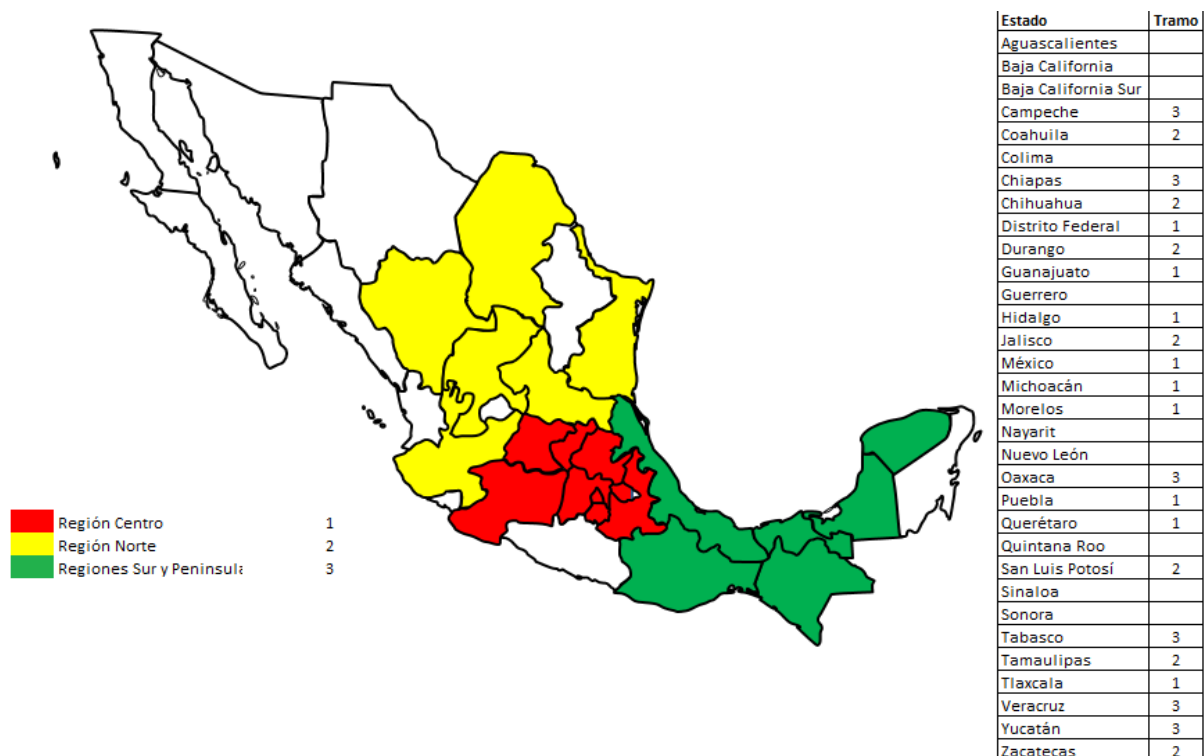 Estado Tramo
Aguascalientes
Baja California
Baja California Sur
Campeche 3
Coahuila 2
Colima
Chiapas 3
Chihuahua 2
Distrito Federal 1
Durango 2
Guanajuato 1
Guerrero
Hidalgo 1
Jalisco 2
México 1
Michoacán 1
Morelos 1
Nayarit
Nuevo León
Oaxaca 3
Puebla 1
Querétaro 1
Quintana Roo
San Luis Potosí 2
Sinaloa
Sonora
Tabasco 3
Tamaulipas 2
Tlaxcala 1
Veracruz 3
Yucatán 3
Zacatecas 2
Región Centro 1
Región Norte 2
Regiones Sur y Peninsula 3